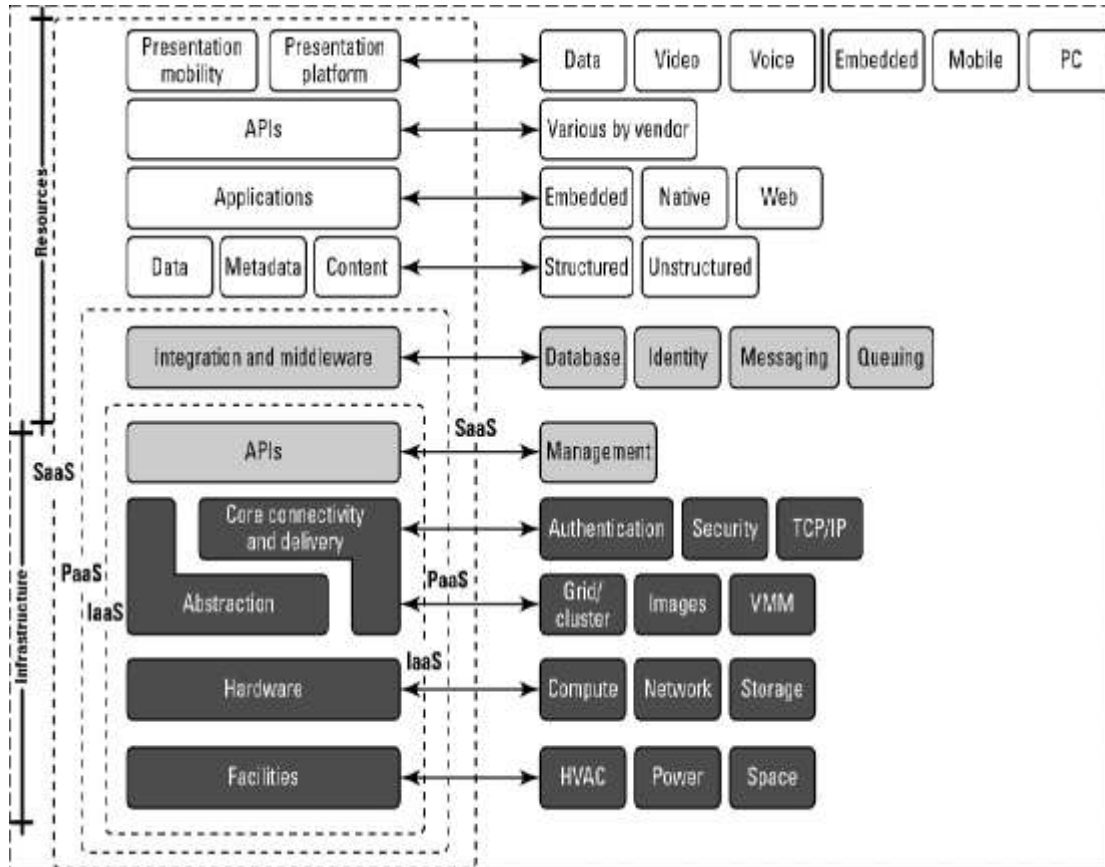 Presentation
mobility
Presentation
platform
Data
Video
Voice
Embedded
Mobile
PC
APIs
Various by vendor
Applications
Embedded
Native
Web
Resources
Data
Metadata
Content
Structured
Unstructured
Integration and middleware
Database
Identity
Messaging
Queuing
APIs
SaaS
Management
SaaS
Core connectivity
and delivery
Authentication
Security
TCP/IP
PaaS
IaaS
Abstraction
PaaS
Grid/
cluster
Images
VMM
Infrastructure
IaaS
Hardware
Compute
Network
Storage
Facilities
HVAC
Power
Space